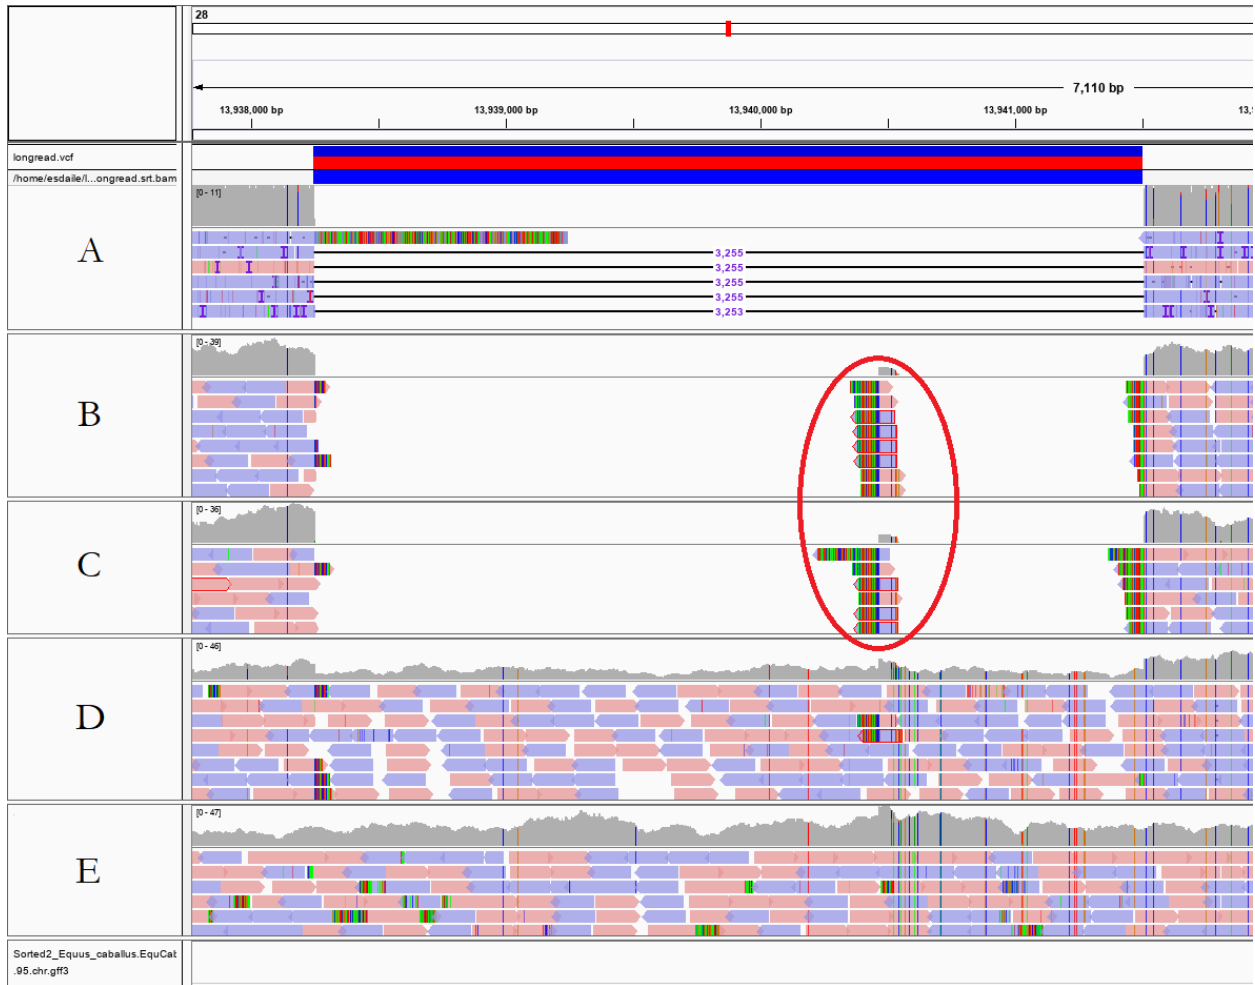 28
7,110 bp
13,938,000 bp 13,939,000 bp 13,940,000 bp 13,941,000 bp
longread.vcf
/home/esdaile/l...ongread.srt.bam
[0 - 11]
A
3,255
3,255
3,255
3,255
3,253
[0 - 39]
B
[0 - 36]
C
[0 - 46]
D
[0 - 47]
E
Sorted2_Equus_caballus.EquCat
.95.chr.gff3